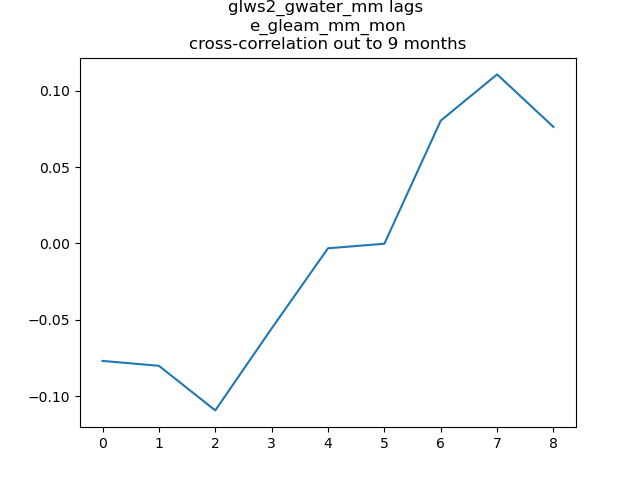 glws2_gwater_mm lags
e_gleam_mm_mon
cross-correlation out to 9 months
0.10
0.05
0.00
−0.05
−0.10
0 1 2 3 4 5 6 7 8